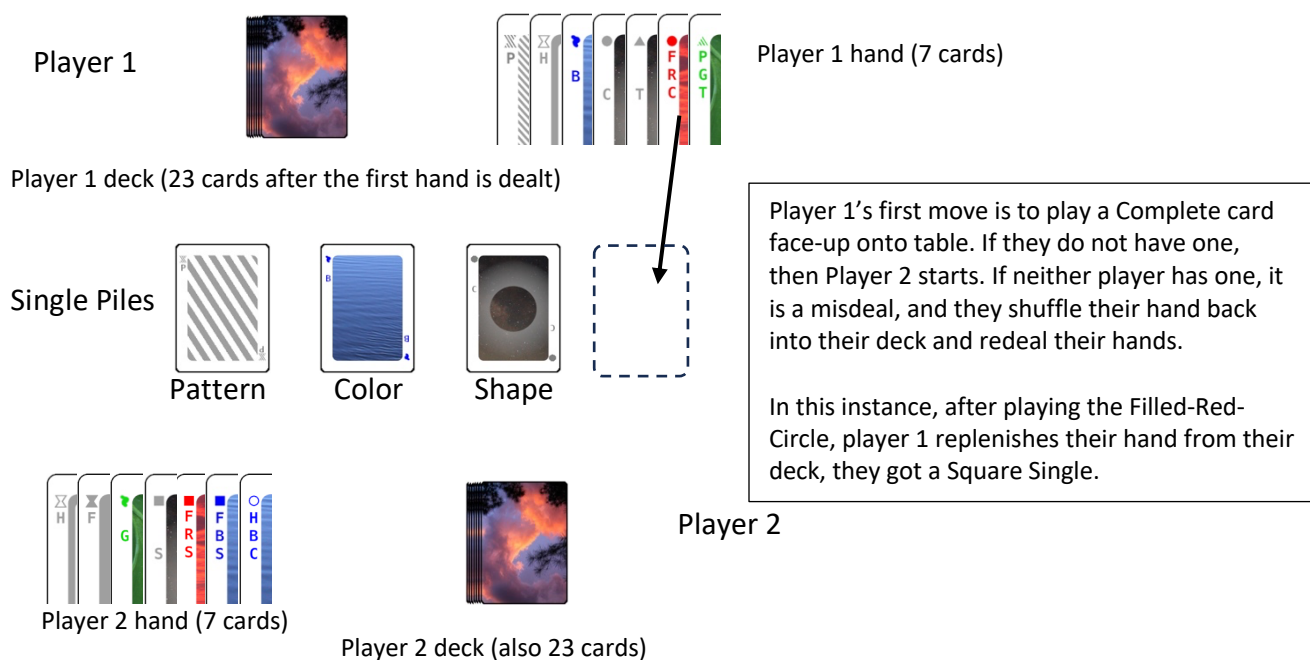 Player 1
P
H
B
C
T
F
R
C
P
G
T
Player 1 hand (7 cards)
Player 1 deck (23 cards after the first hand is dealt)
Player 1’s first move is to play a Complete card
face-up onto table. If they do not have one,
then Player 2 starts. If neither player has one, it
is a misdeal, and they shuffle their hand back
into their deck and redeal their hands.
In this instance, after playing the Filled-Red-
Circle, player 1 replenishes their hand from their
deck, they got a Square Single.
Single Piles
P
P
B
B
C
C
Pattern
Color
Shape
H
F
G
S
F
R
S
F
B
S
H
B
C
Player 2
Player 2 hand (7 cards)
Player 2 deck (also 23 cards)